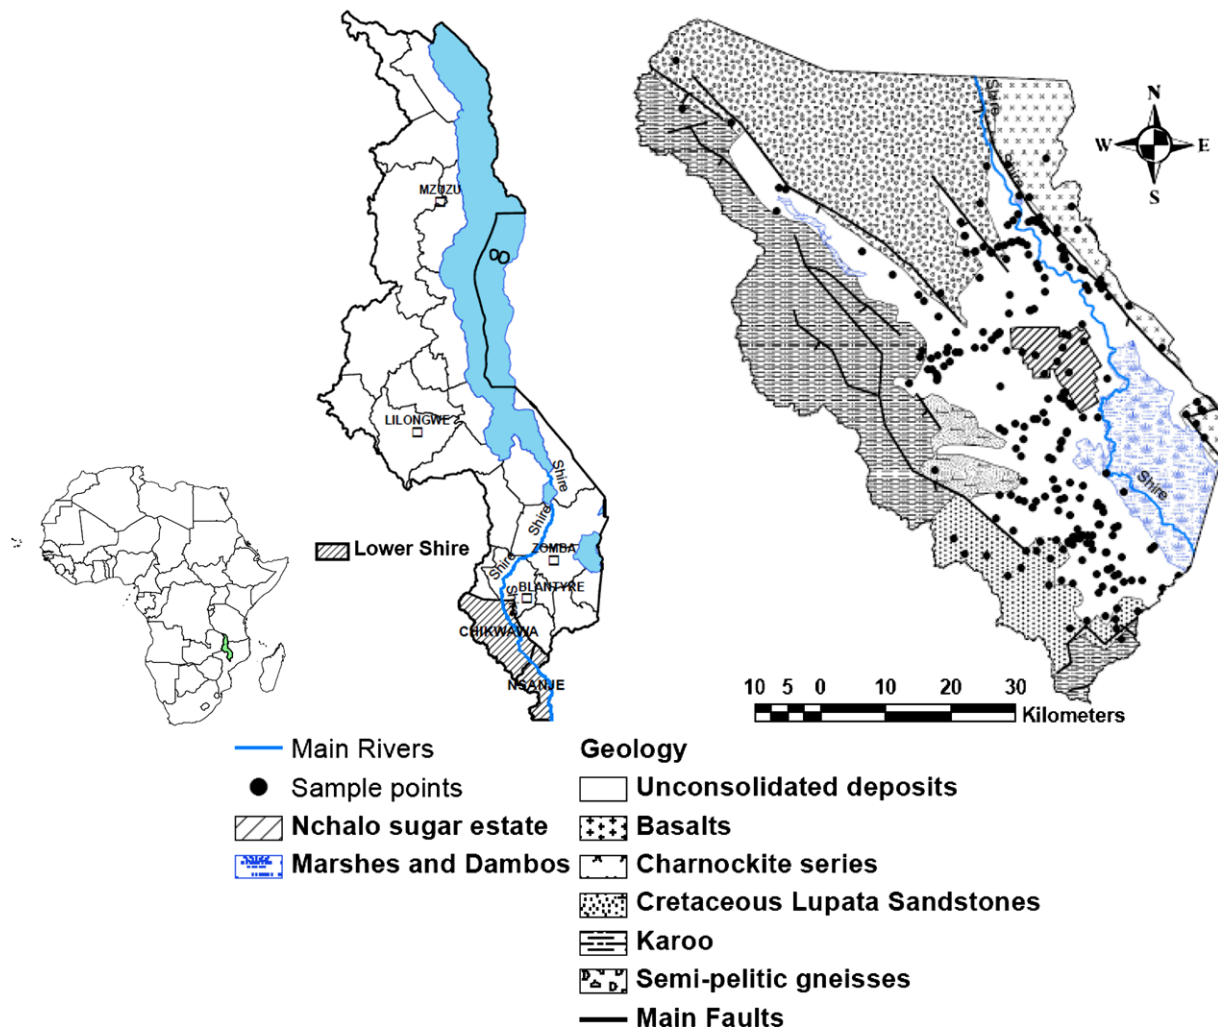 MZUZU
LILONGWE
Shire
Shire
ZOMBA
Shire
BLANTYRE
Shire
CHIKWAWA
NSANJE
Lower Shire
Shire
Shire
Shire
N
W E
S
10 5 0 10 20 30
Kilometers
Main Rivers
Sample points
Nchalo sugar estate
Marshes and Dambos
Geology
Unconsolidated deposits
Basalts
Charnockite series
Cretaceous Lupata Sandstones
Karoo
Semi-pelitic gneisses
Main Faults